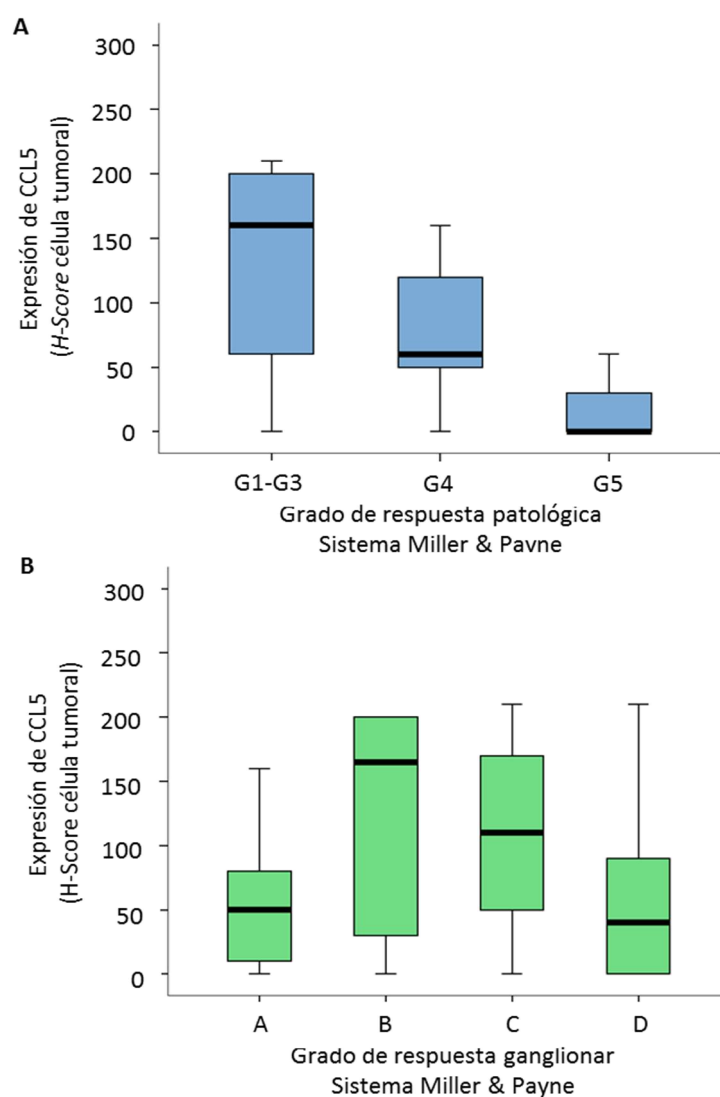 A
Expresión de CCL5
(H-Score célula tumoral)
300
250
200
150
100
50
0
G1-G3 G4 G5
Grado de respuesta patológica
Sistema Miller & Pavne
B
Expresión de CCL5
(H-Score célula tumoral)
300
250
200
150
100
50
0
A B C D
Grado de respuesta ganglionar
Sistema Miller & Payne